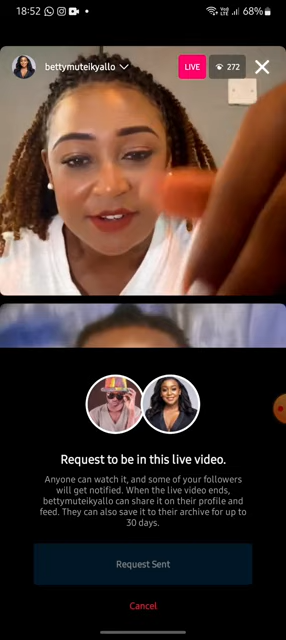 18:52
68%
bettymuteikyallo
LIVE
272
Request to be in this live video.
Anyone can watch it, and some of your followers
will get notified. When the live video ends,
bettymuteikyallo can share it on their profile and
feed. They can also save it to their archive for up to
30 days.
Request Sent
Cancel